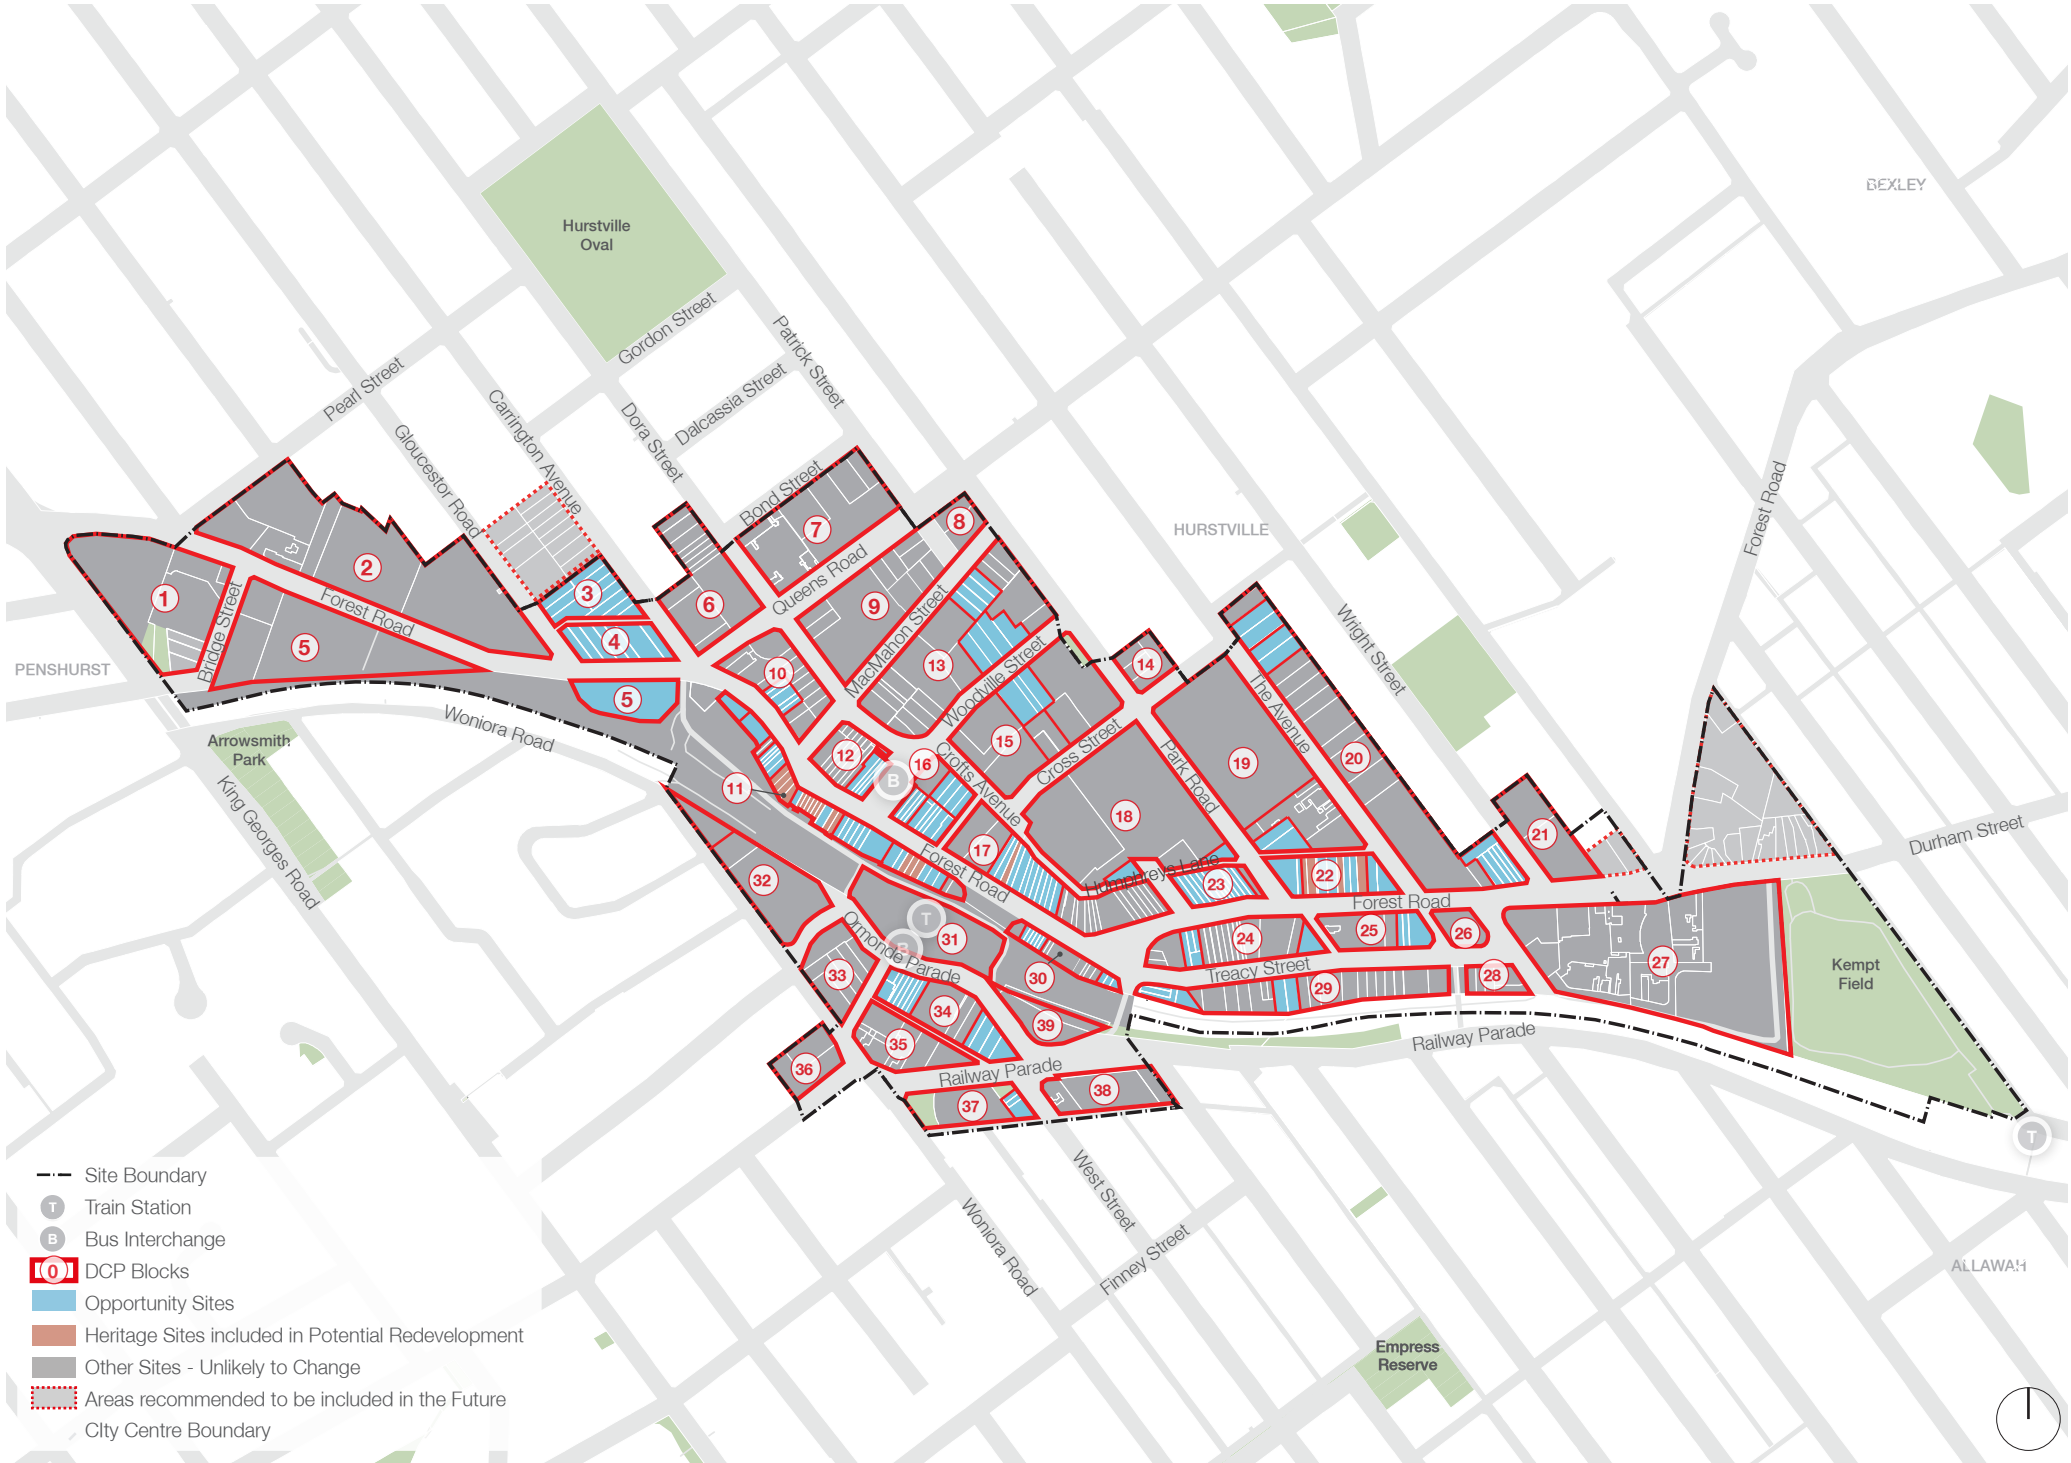 BEXLEY
Hurstville
Oval
Gordon Street
Patrick Street
Pearl Street
Dalcassia Street
Carrington Avenue
Dora Street
Gloucestor Road
Bond Street
Forest Road
HURSTVILLE
7
8
2
Queens Road
3
1
Bridge Street
Forest Road
6
9
MacMahon Street
Wright Street
5
4
13
Woodville Street
14
PENSHURST
10
5
The Avenue
Woniora Road
Arrowsmith
Park
12
16
15
Cross Street
19
20
B
Crofts Avenue
Park Road
11
King Georges Road
18
21
Durham Street
17
Forest Road
Humphreys Lane
32
23
22
Forest Road
T
31
B
Ormonde Parade
24
25
26
27
Kempt
Field
33
30
Treacy Street
28
29
34
39
35
Railway Parade
36
Railway Parade
38
37
T
West Street
Woniora Road
Finney Street
ALLAWAH
Empress
Reserve
Site Boundary
T Train Station
B Bus Interchange
0 DCP Blocks
Opportunity Sites
Heritage Sites included in Potential Redevelopment
Other Sites - Unlikely to Change
Areas recommended to be included in the Future
CIty Centre Boundary